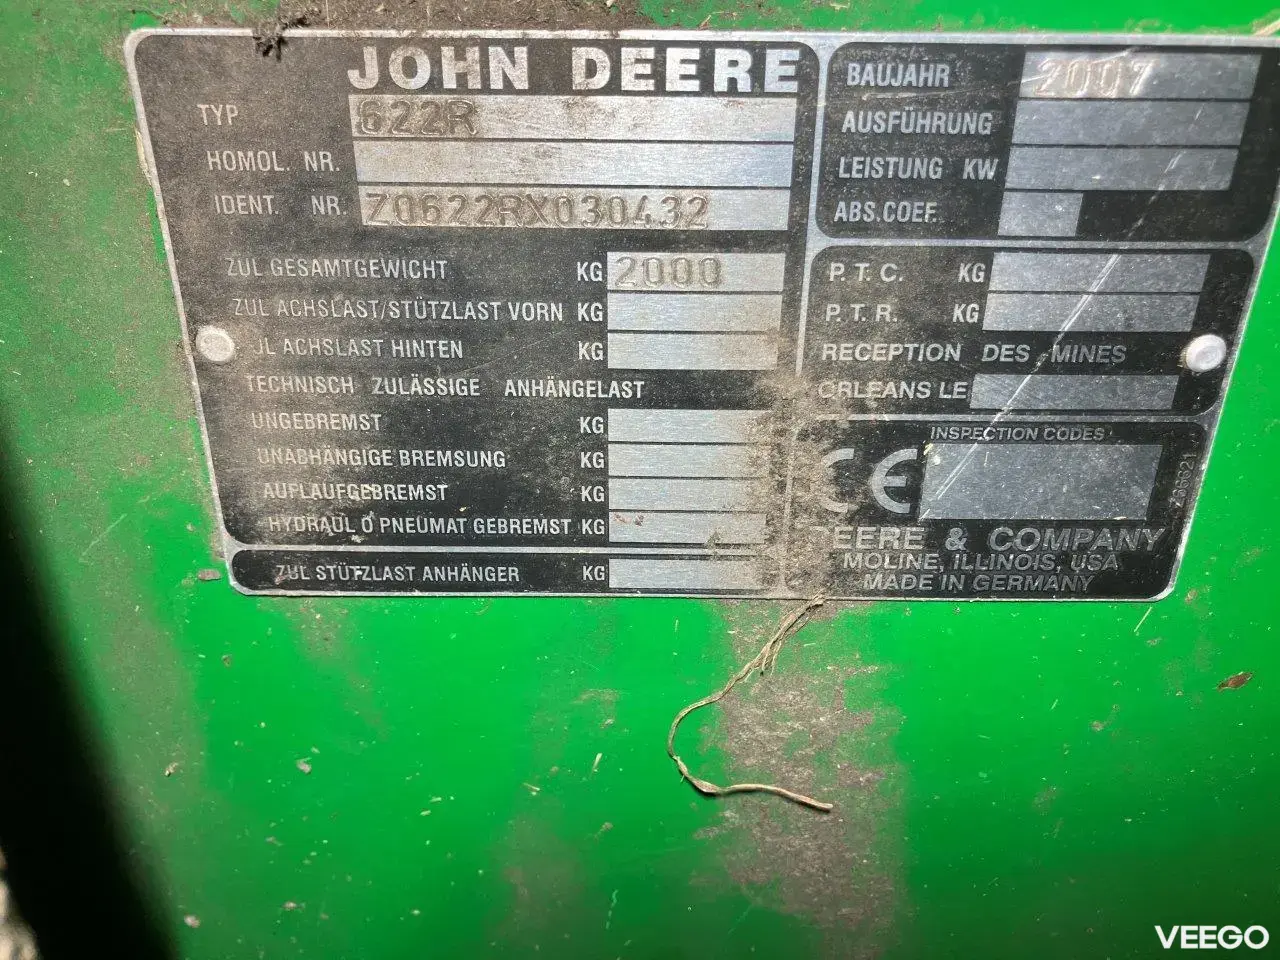 JOHN DEERE
TYP 622R
HOMOL. NR.
IDENT. NR. Z0622RX030432
ZUL GESAMTGEWICHT KG 2000
ZUL ACHSLAST/STÜTZLAST VORN KG
ACHSLAST HINTEN KG
TECHNISCH ZULÄSSIGE ANHÄNGELAST
UNGEBREMST KG
UNABHÄNGIGE BREMSUNG KG
AUFLAUFGEBREMST KG
HYDRAUL O PNEUMAT GEBREMST KG
ZUL STÜTZLAST ANHÄNGER KG
BAUJAHR 2007
AUSFÜHRUNG
LEISTUNG KW
ABS.COEF.
P.T.C. KG
P.T.R. KG
RECEPTION DES MINES
ORLEANS LE
INSPECTION CODES
CE
DEERE & COMPANY
MOLINE, ILLINOIS, USA
MADE IN GERMANY
VEEGO